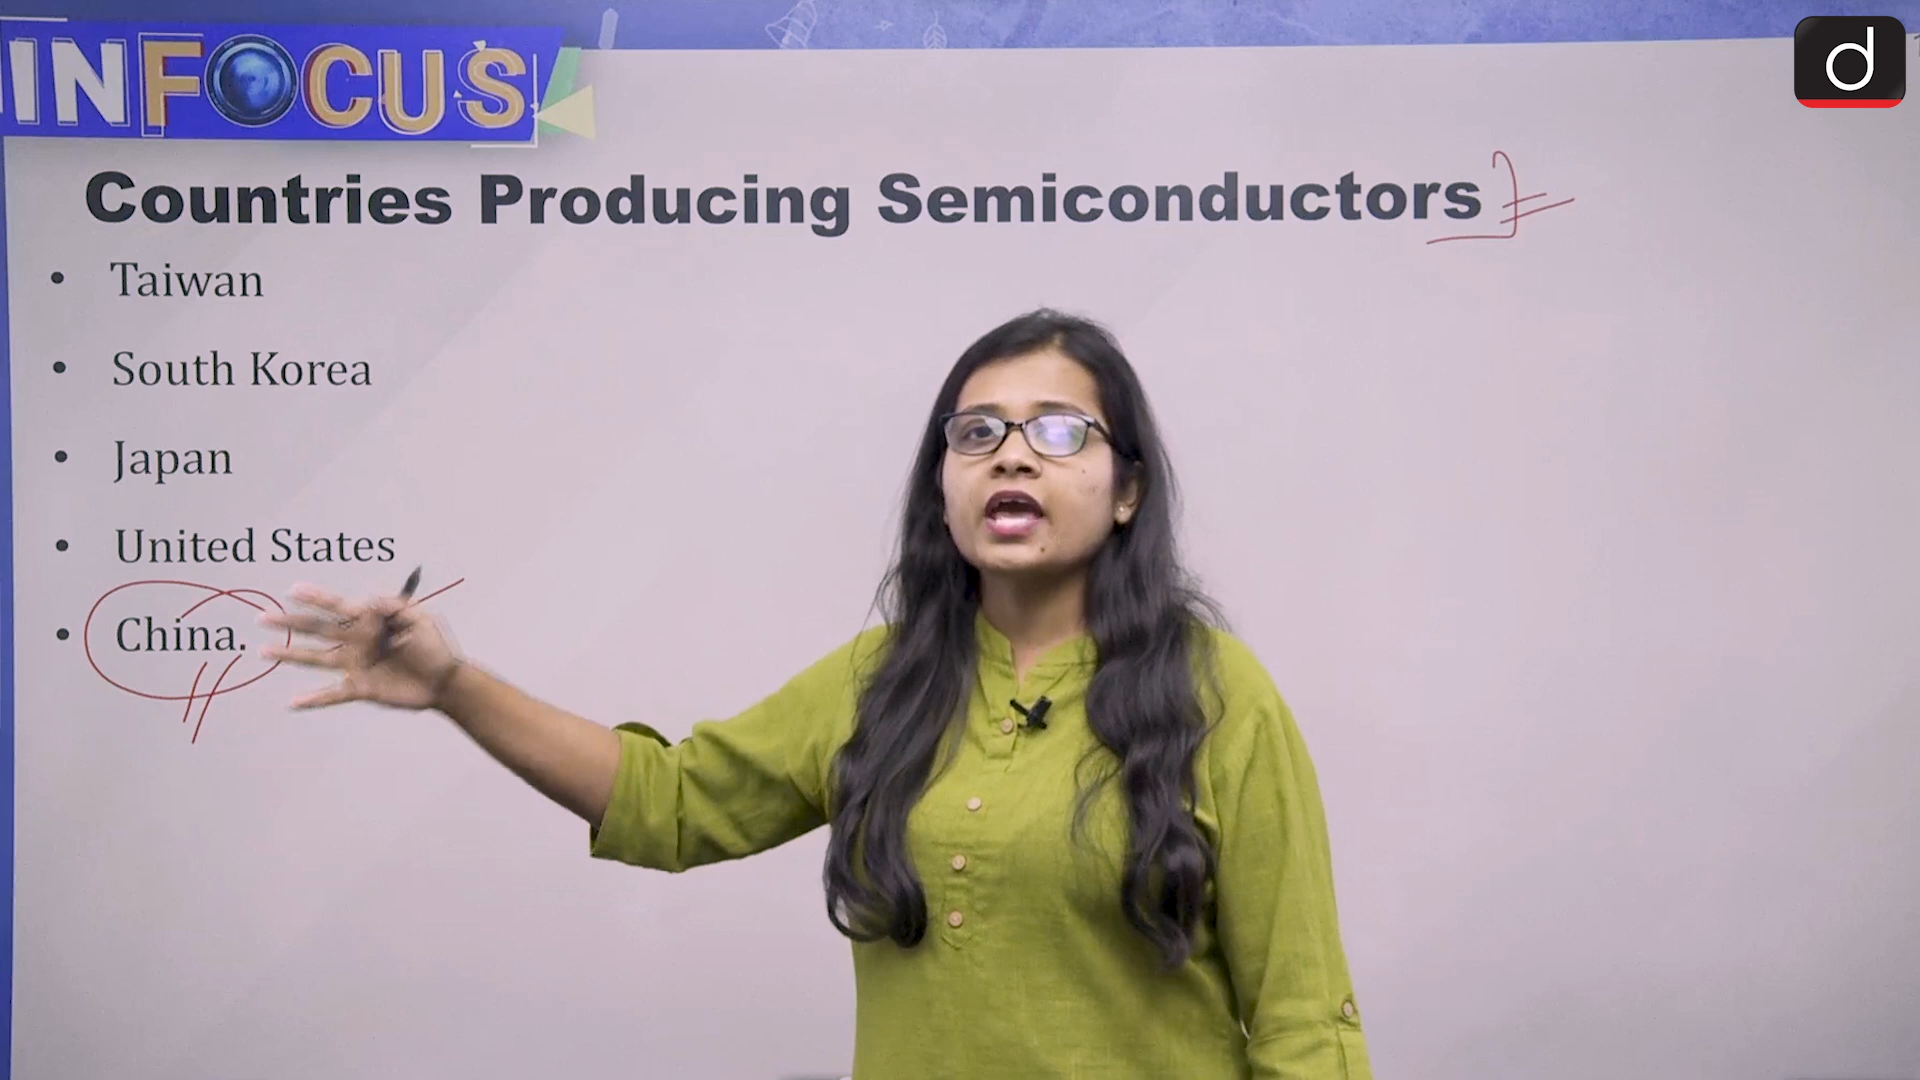 INFOCUS
d
Countries Producing Semiconductors
• Taiwan
• South Korea
• Japan
• United States
• China.